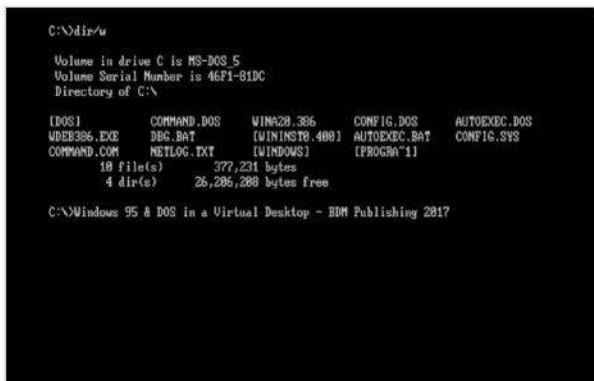 C:\>dir/w
Volume in drive C is MS-DOS_5
Volume Serial Number is 46F1-81DC
Directory of C:\
[DOS] COMMAND.DOS WINA20.386 CONFIG.DOS AUTOEXEC.DOS
WDEB386.EXE DBG.BAT [WININST0.400] AUTOEXEC.BAT CONFIG.SYS
COMMAND.COM NETLOG.TXT [WINDOWS] [PROGRA~1]
10 file(s) 377,231 bytes
4 dir(s) 26,206,208 bytes free
C:\>Windows 95 & DOS in a Virtual Desktop - BDM Publishing 2017